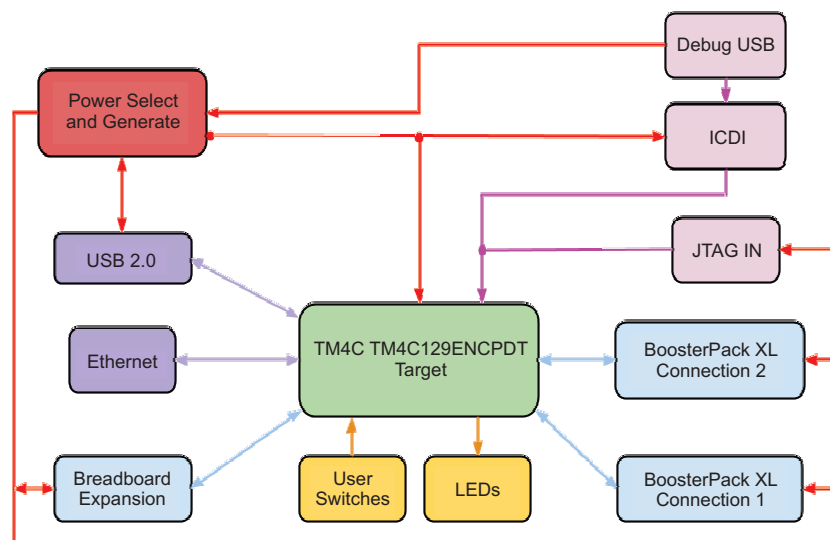 Debug USB
Power Select
and Generate
ICDI
USB 2.0
JTAG IN
Ethernet
TM4C TM4C129ENCPDT
Target
BoosterPack XL
Connection 2
Breadboard
Expansion
User
Switches
LEDs
BoosterPack XL
Connection 1